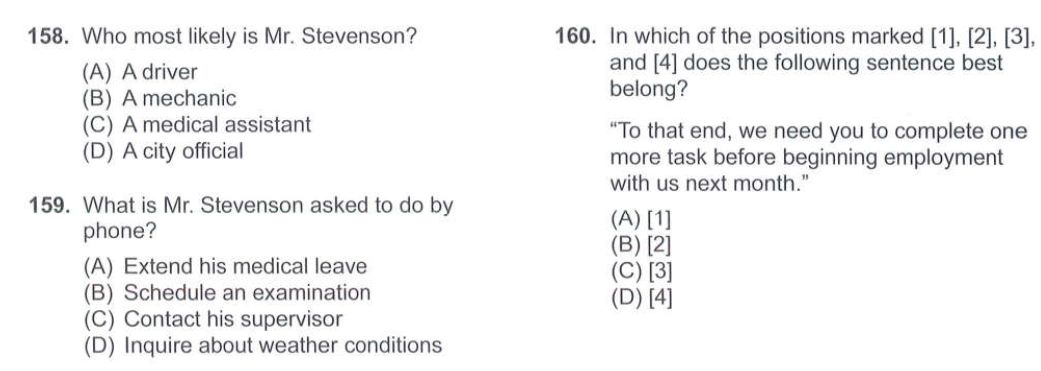 158. Who most likely is Mr. Stevenson?
(A) A driver
(B) A mechanic
(C) A medical assistant
(D) A city official
159. What is Mr. Stevenson asked to do by
phone?
(A) Extend his medical leave
(B) Schedule an examination
(C) Contact his supervisor
(D) Inquire about weather conditions
160. In which of the positions marked [1], [2], [3],
and [4] does the following sentence best
belong?
“To that end, we need you to complete one
more task before beginning employment
with us next month.”
(A) [1]
(B) [2]
(C) [3]
(D) [4]